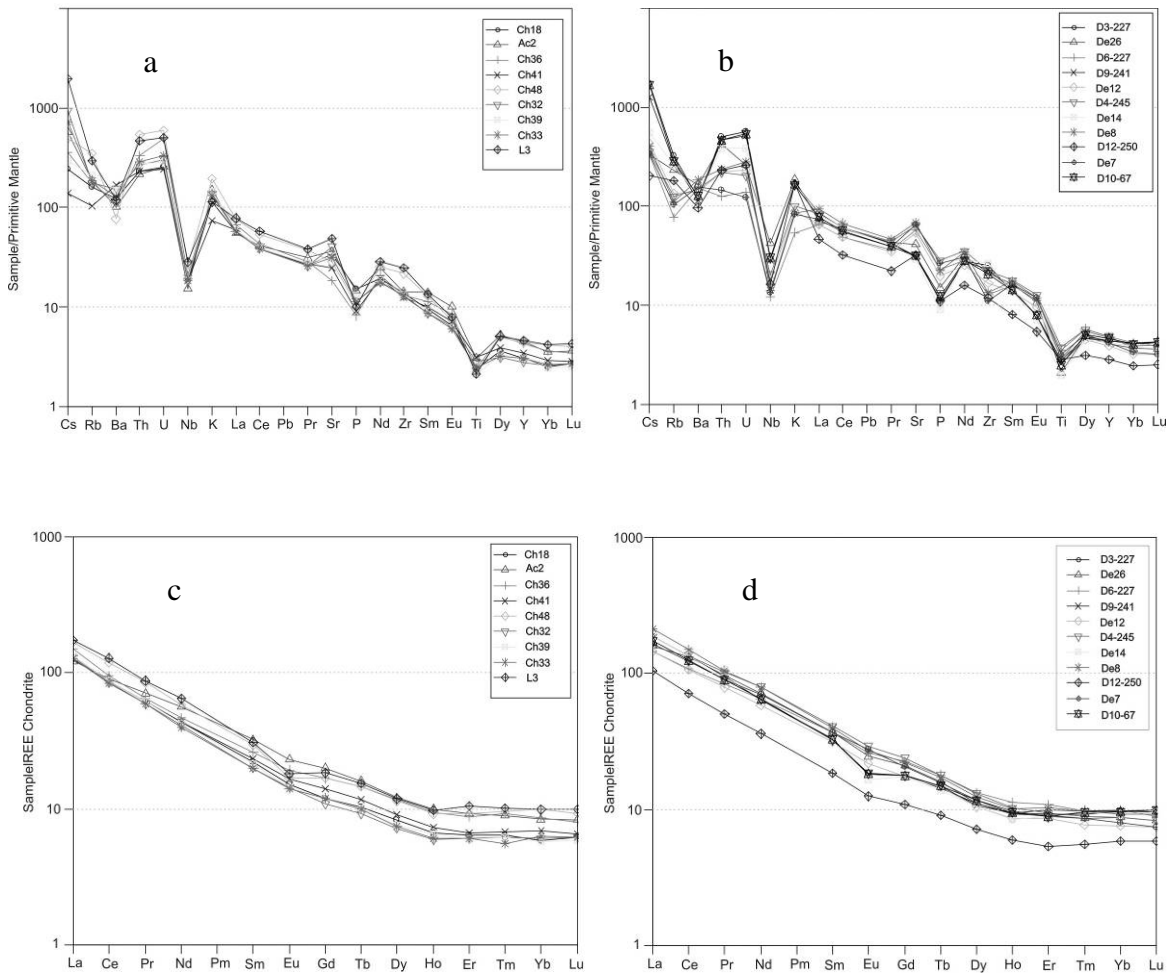 Sample/Primitive Mantle
1000
100
10
1
a
Ch18
Ac2
Ch36
Ch41
Ch48
Ch32
Ch39
Ch33
L3
Cs Rb Ba Th U Nb K La Ce Pb Pr Sr P Nd Zr Sm Eu Ti Dy Y Yb Lu
Sample/Primitive Mantle
1000
100
10
1
b
D3-227
De26
D6-227
D9-241
De12
D4-245
De14
De8
D12-250
De7
D10-67
Cs Rb Ba Th U Nb K La Ce Pb Pr Sr P Nd Zr Sm Eu Ti Dy Y Yb Lu
SamplelREE Chondrite
1000
100
10
1
c
Ch18
Ac2
Ch36
Ch41
Ch48
Ch32
Ch39
Ch33
L3
La Ce Pr Nd Pm Sm Eu Gd Tb Dy Ho Er Tm Yb Lu
SamplelREE Chondrite
1000
100
10
1
d
D3-227
De26
D6-227
D9-241
De12
D4-245
De14
De8
D12-250
De7
D10-67
La Ce Pr Nd Pm Sm Eu Gd Tb Dy Ho Er Tm Yb Lu